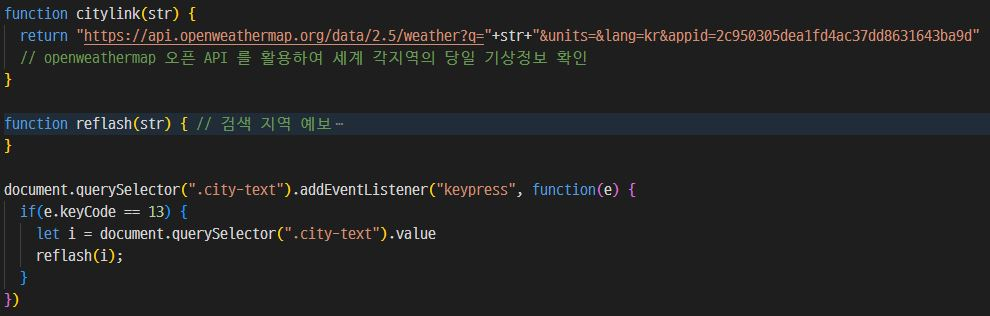 function citylink(str) {
return "https://api.openweathermap.org/data/2.5/weather?q="+str+"&units=&lang=kr&appid=2c950305dea1fd4ac37dd8631643ba9d"
// openweathermap 오픈 API 를 활용하여 세계 각지역의 당일 기상정보 확인
}
function reflash(str) { // 검색 지역 예보⋯
}
document.querySelector(".city-text").addEventListener("keypress", function(e) {
if(e.keyCode == 13) {
let i = document.querySelector(".city-text").value
reflash(i);
}
})